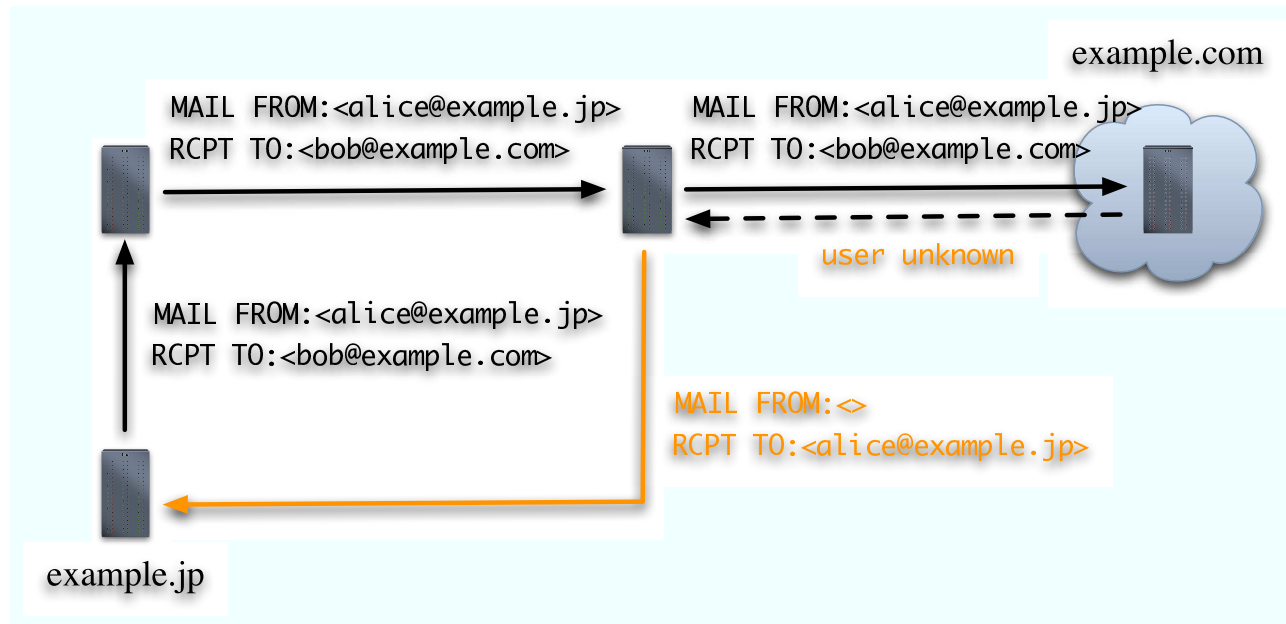 example.com
MAIL FROM:<alice@example.jp>
RCPT TO:<bob@example.com>
MAIL FROM:<alice@example.jp>
RCPT TO:<bob@example.com>
user unknown
MAIL FROM:<alice@example.jp>
RCPT TO:<bob@example.com>
MAIL FROM:<>
RCPT TO:<alice@example.jp>
example.jp